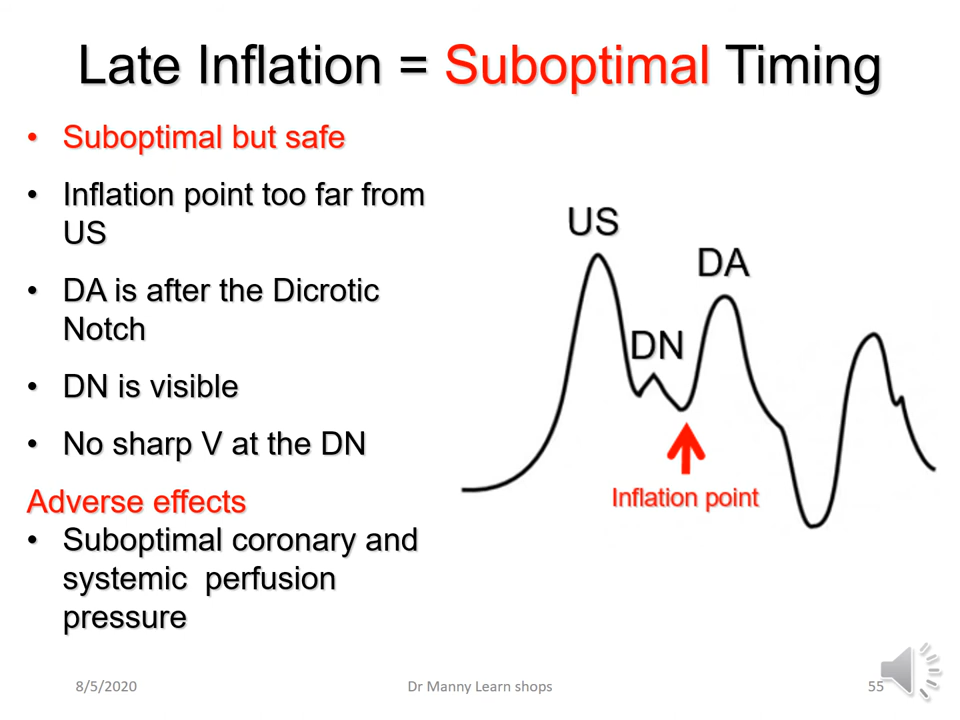 Late Inflation = Suboptimal Timing
• Suboptimal but safe
• Inflation point too far from
US
• DA is after the Dicrotic
Notch
• DN is visible
• No sharp V at the DN
Adverse effects
• Suboptimal coronary and
systemic perfusion
pressure
US
DA
DN
Inflation point
8/5/2020
Dr Manny Learn shops
55